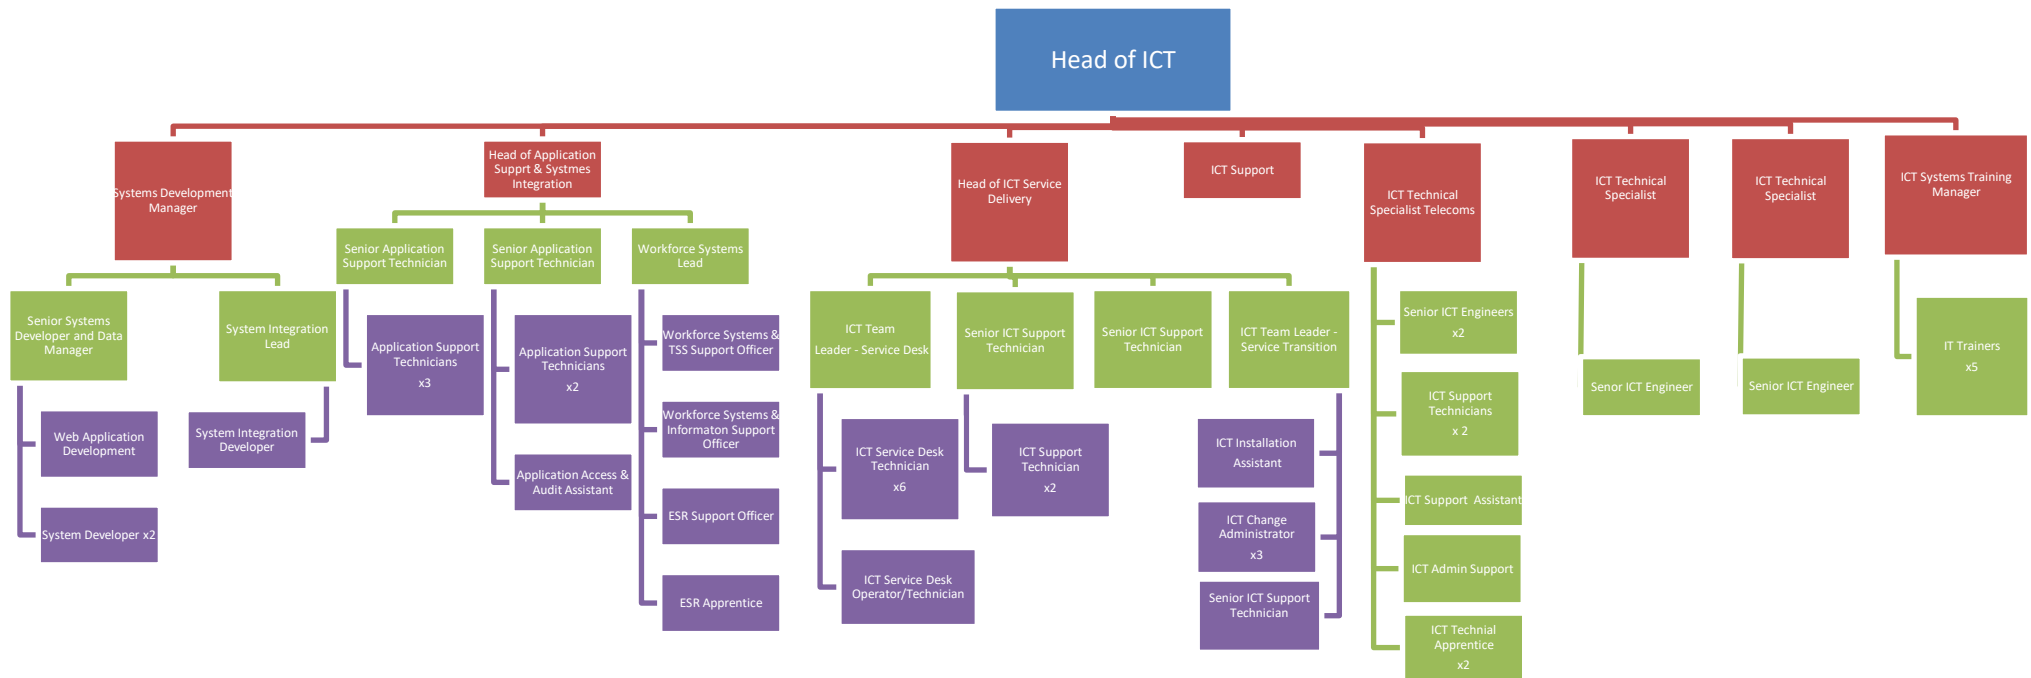 Head of ICT
Systems Development
Manager
Head of Application
Supprt & Systmes
Integration
Head of ICT Service
Delivery
ICT Support
ICT Technical
Specialist Telecoms
ICT Technical
Specialist
ICT Technical
Specialist
ICT Systems Training
Manager
Senior Systems
Developer and Data
Manager
System Integration
Lead
Senior Application
Support Technician
Senior Application
Support Technician
Workforce Systems
Lead
ICT Team
Leader - Service Desk
Senior ICT Support
Technician
Senior ICT Support
Technician
ICT Team Leader -
Service Transition
Senior ICT Engineers
x2
ICT Support
Technicians
x 2
ICT Support  Assistant
ICT Admin Support
ICT Technial
Apprentice
x2
Senor ICT Engineer
Senior ICT Engineer
IT Trainers
x5
Web Application
Development
System Developer x2
System Integration
Developer
Application Support
Technicians
x3
Application Support
Technicians
x2
Application Access &
Audit Assistant
Workforce Systems &
TSS Support Officer
Workforce Systems &
Informaton Support
Officer
ESR Support Officer
ESR Apprentice
ICT Service Desk
Technician
x6
ICT Service Desk
Operator/Technician
ICT Support
Technician
x2
ICT Installation
Assistant
ICT Change
Administrator
x3
Senior ICT Support
Technician